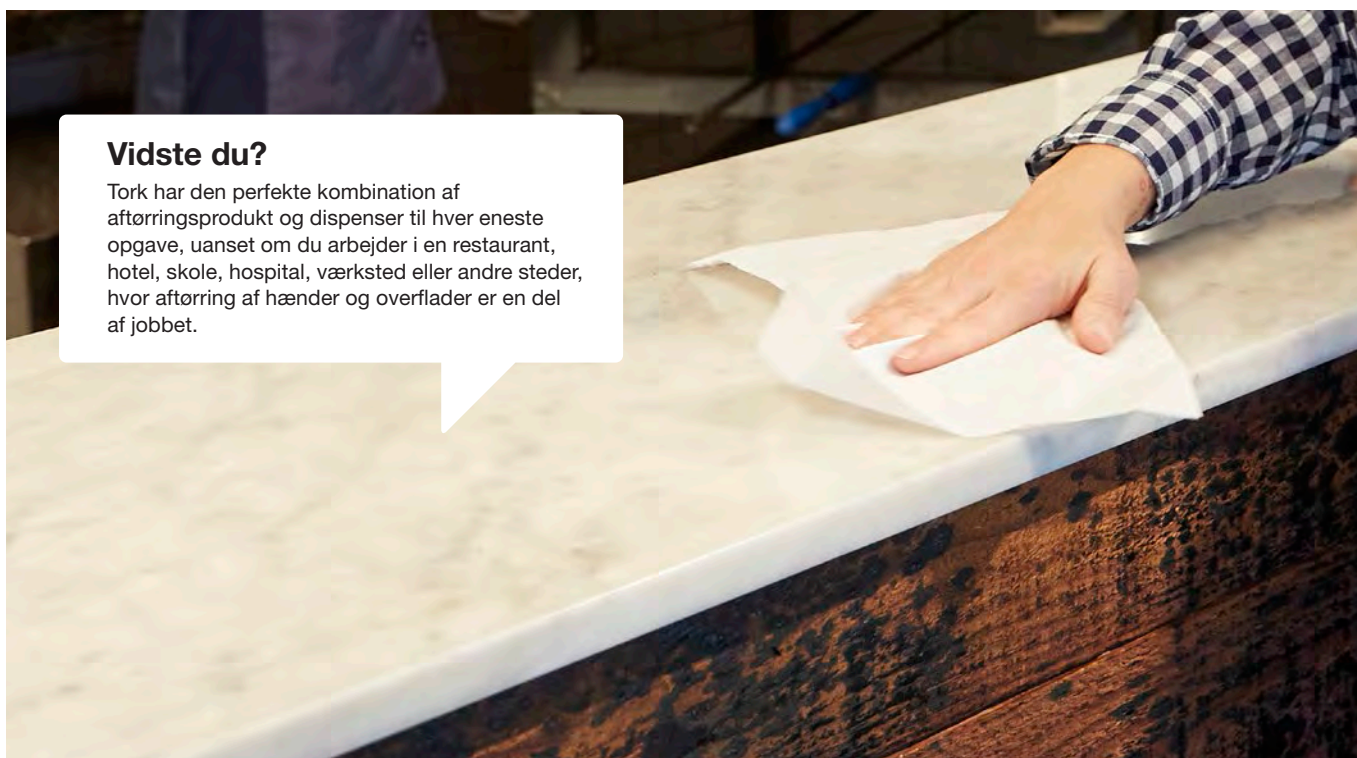 Vidste du?
Tork har den perfekte kombination af
aftørringsprodukt og dispenser til hver eneste
opgave, uanset om du arbejder i en restaurant,
hotel, skole, hospital, værksted eller andre steder,
hvor aftørring af hænder og overflader er en del
af jobbet.